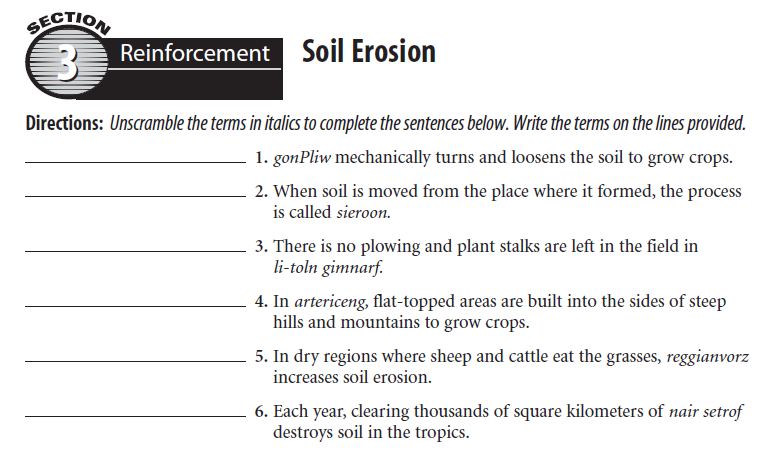 SECTION
3 Reinforcement Soil Erosion
Directions: Unscramble the terms in italics to complete the sentences below. Write the terms on the lines provided.
1. gonPliw mechanically turns and loosens the soil to grow crops.
2. When soil is moved from the place where it formed, the process
is called sieroon.
3. There is no plowing and plant stalks are left in the field in
li-toln gimnarf.
4. In artericeng, flat-topped areas are built into the sides of steep
hills and mountains to grow crops.
5. In dry regions where sheep and cattle eat the grasses, reggianvorz
increases soil erosion.
6. Each year, clearing thousands of square kilometers of nair setrof
destroys soil in the tropics.